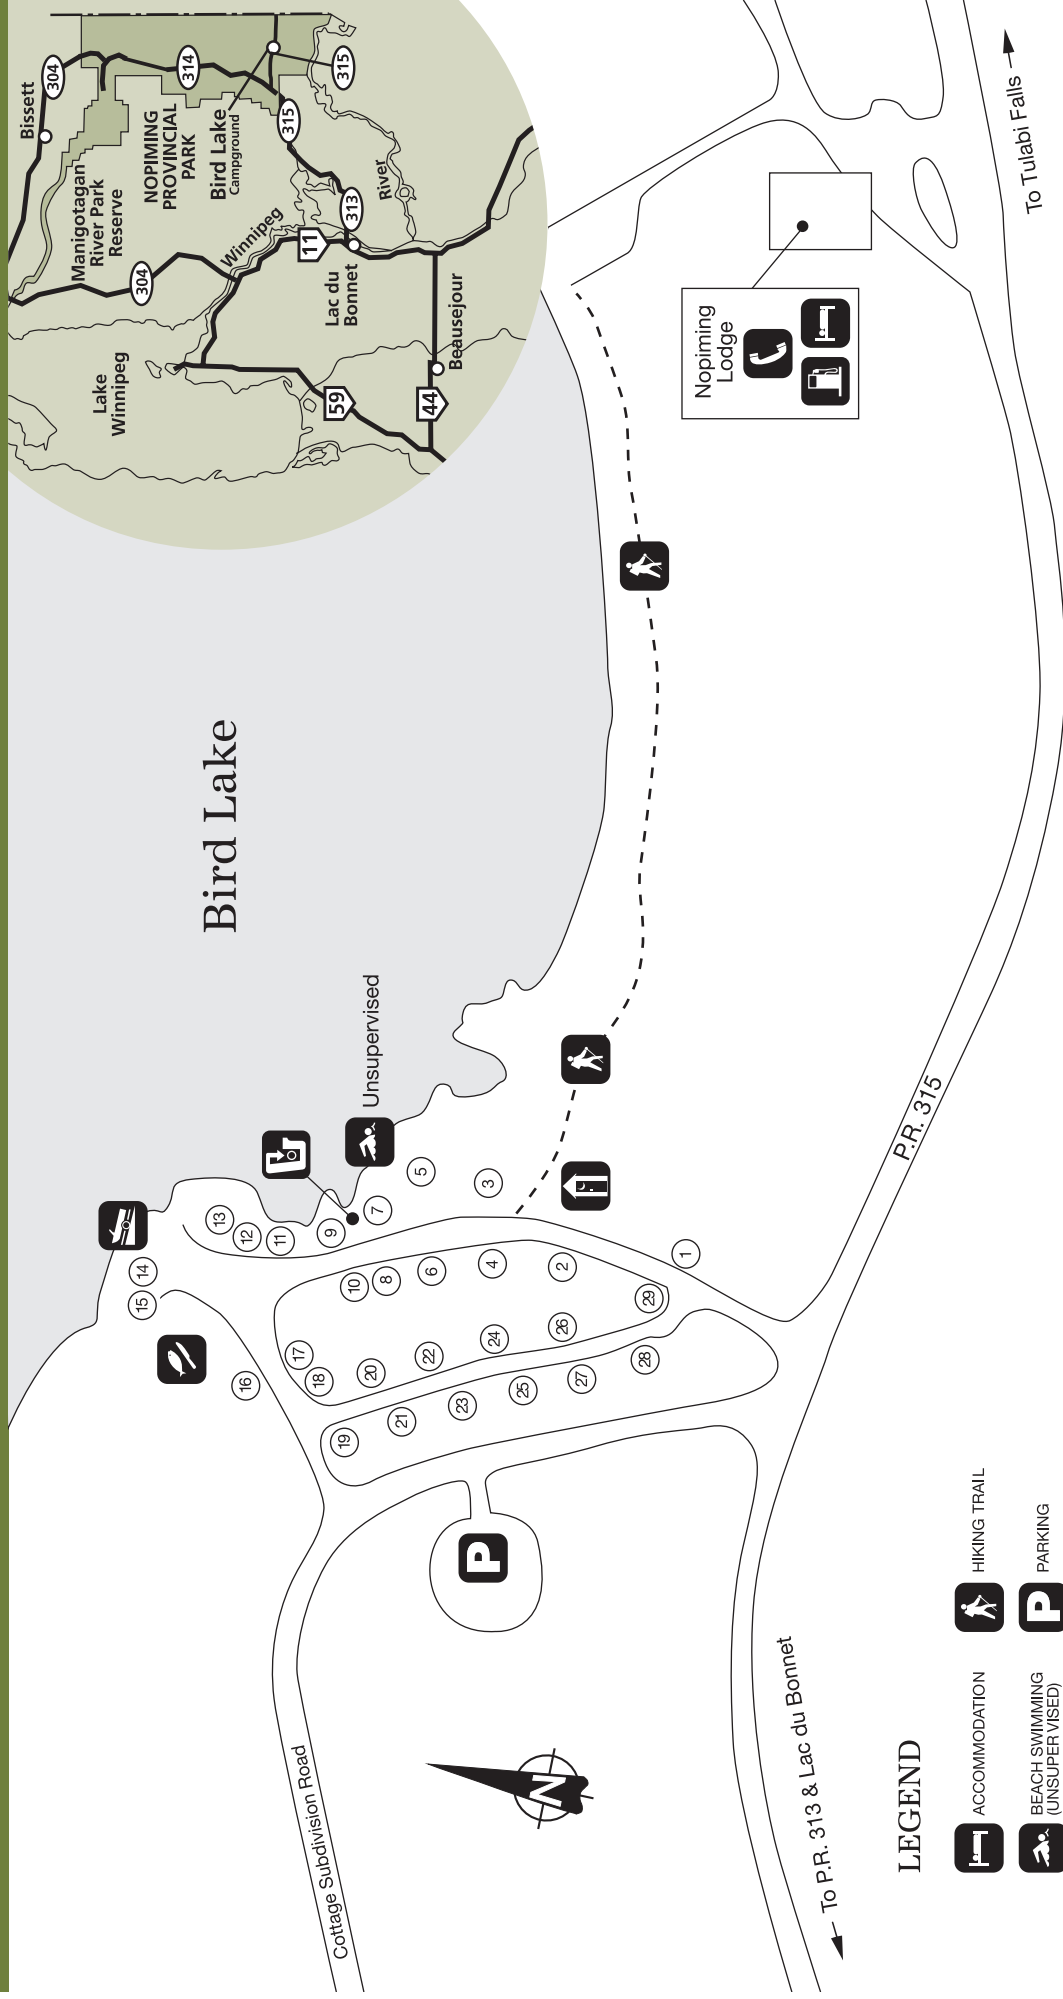 Bissett
304
314
315
315
Manigotagan
River Park
Reserve
NOPIMING
PROVINCIAL
PARK
Bird Lake
Campground
304
Winnipeg
River
11
313
Lac du
Bonnet
Lake
Winnipeg
59
44
Beausejour
To Tulabi Falls
Nopiming
Lodge
Bird Lake
Unsupervised
P.R. 315
13
12
11
9
7
5
3
14
15
16
10
8
6
4
2
1
17
18
20
22
24
26
29
19
21
23
25
27
28
P
Cottage Subdivision Road
N
To P.R. 313 & Lac du Bonnet
LEGEND
ACCOMMODATION
HIKING TRAIL
BEACH SWIMMING
(UNSUPERVISED)
P
PARKING